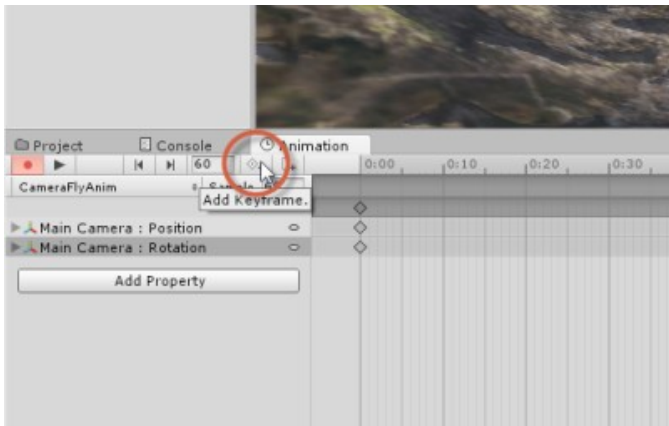 Project Console Animation
60 0:00 0:10 0:20 0:30
CameraFlyAnim Sample
Add Keyframe.
Main Camera : Position
Main Camera : Rotation
Add Property